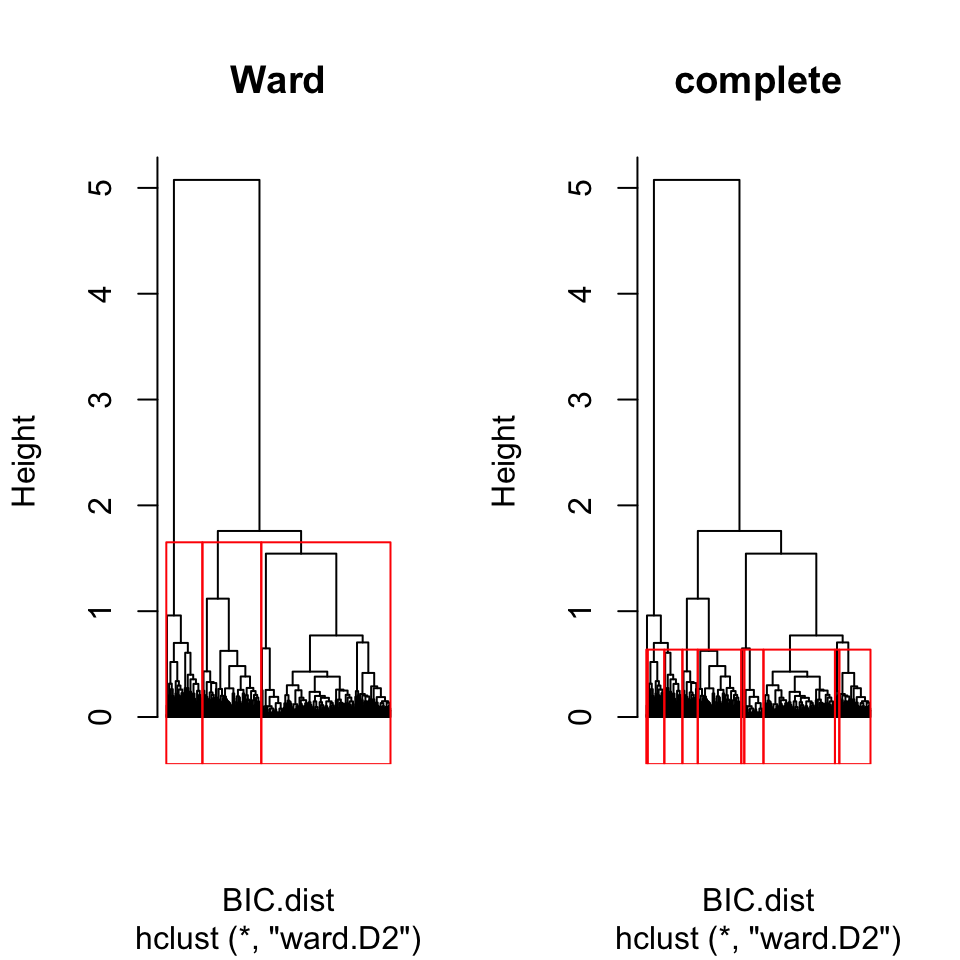 Ward
Height
0
1
2
3
4
5
BIC.dist
hclust (*, "ward.D2")
complete
Height
0
1
2
3
4
5
BIC.dist
hclust (*, "ward.D2")